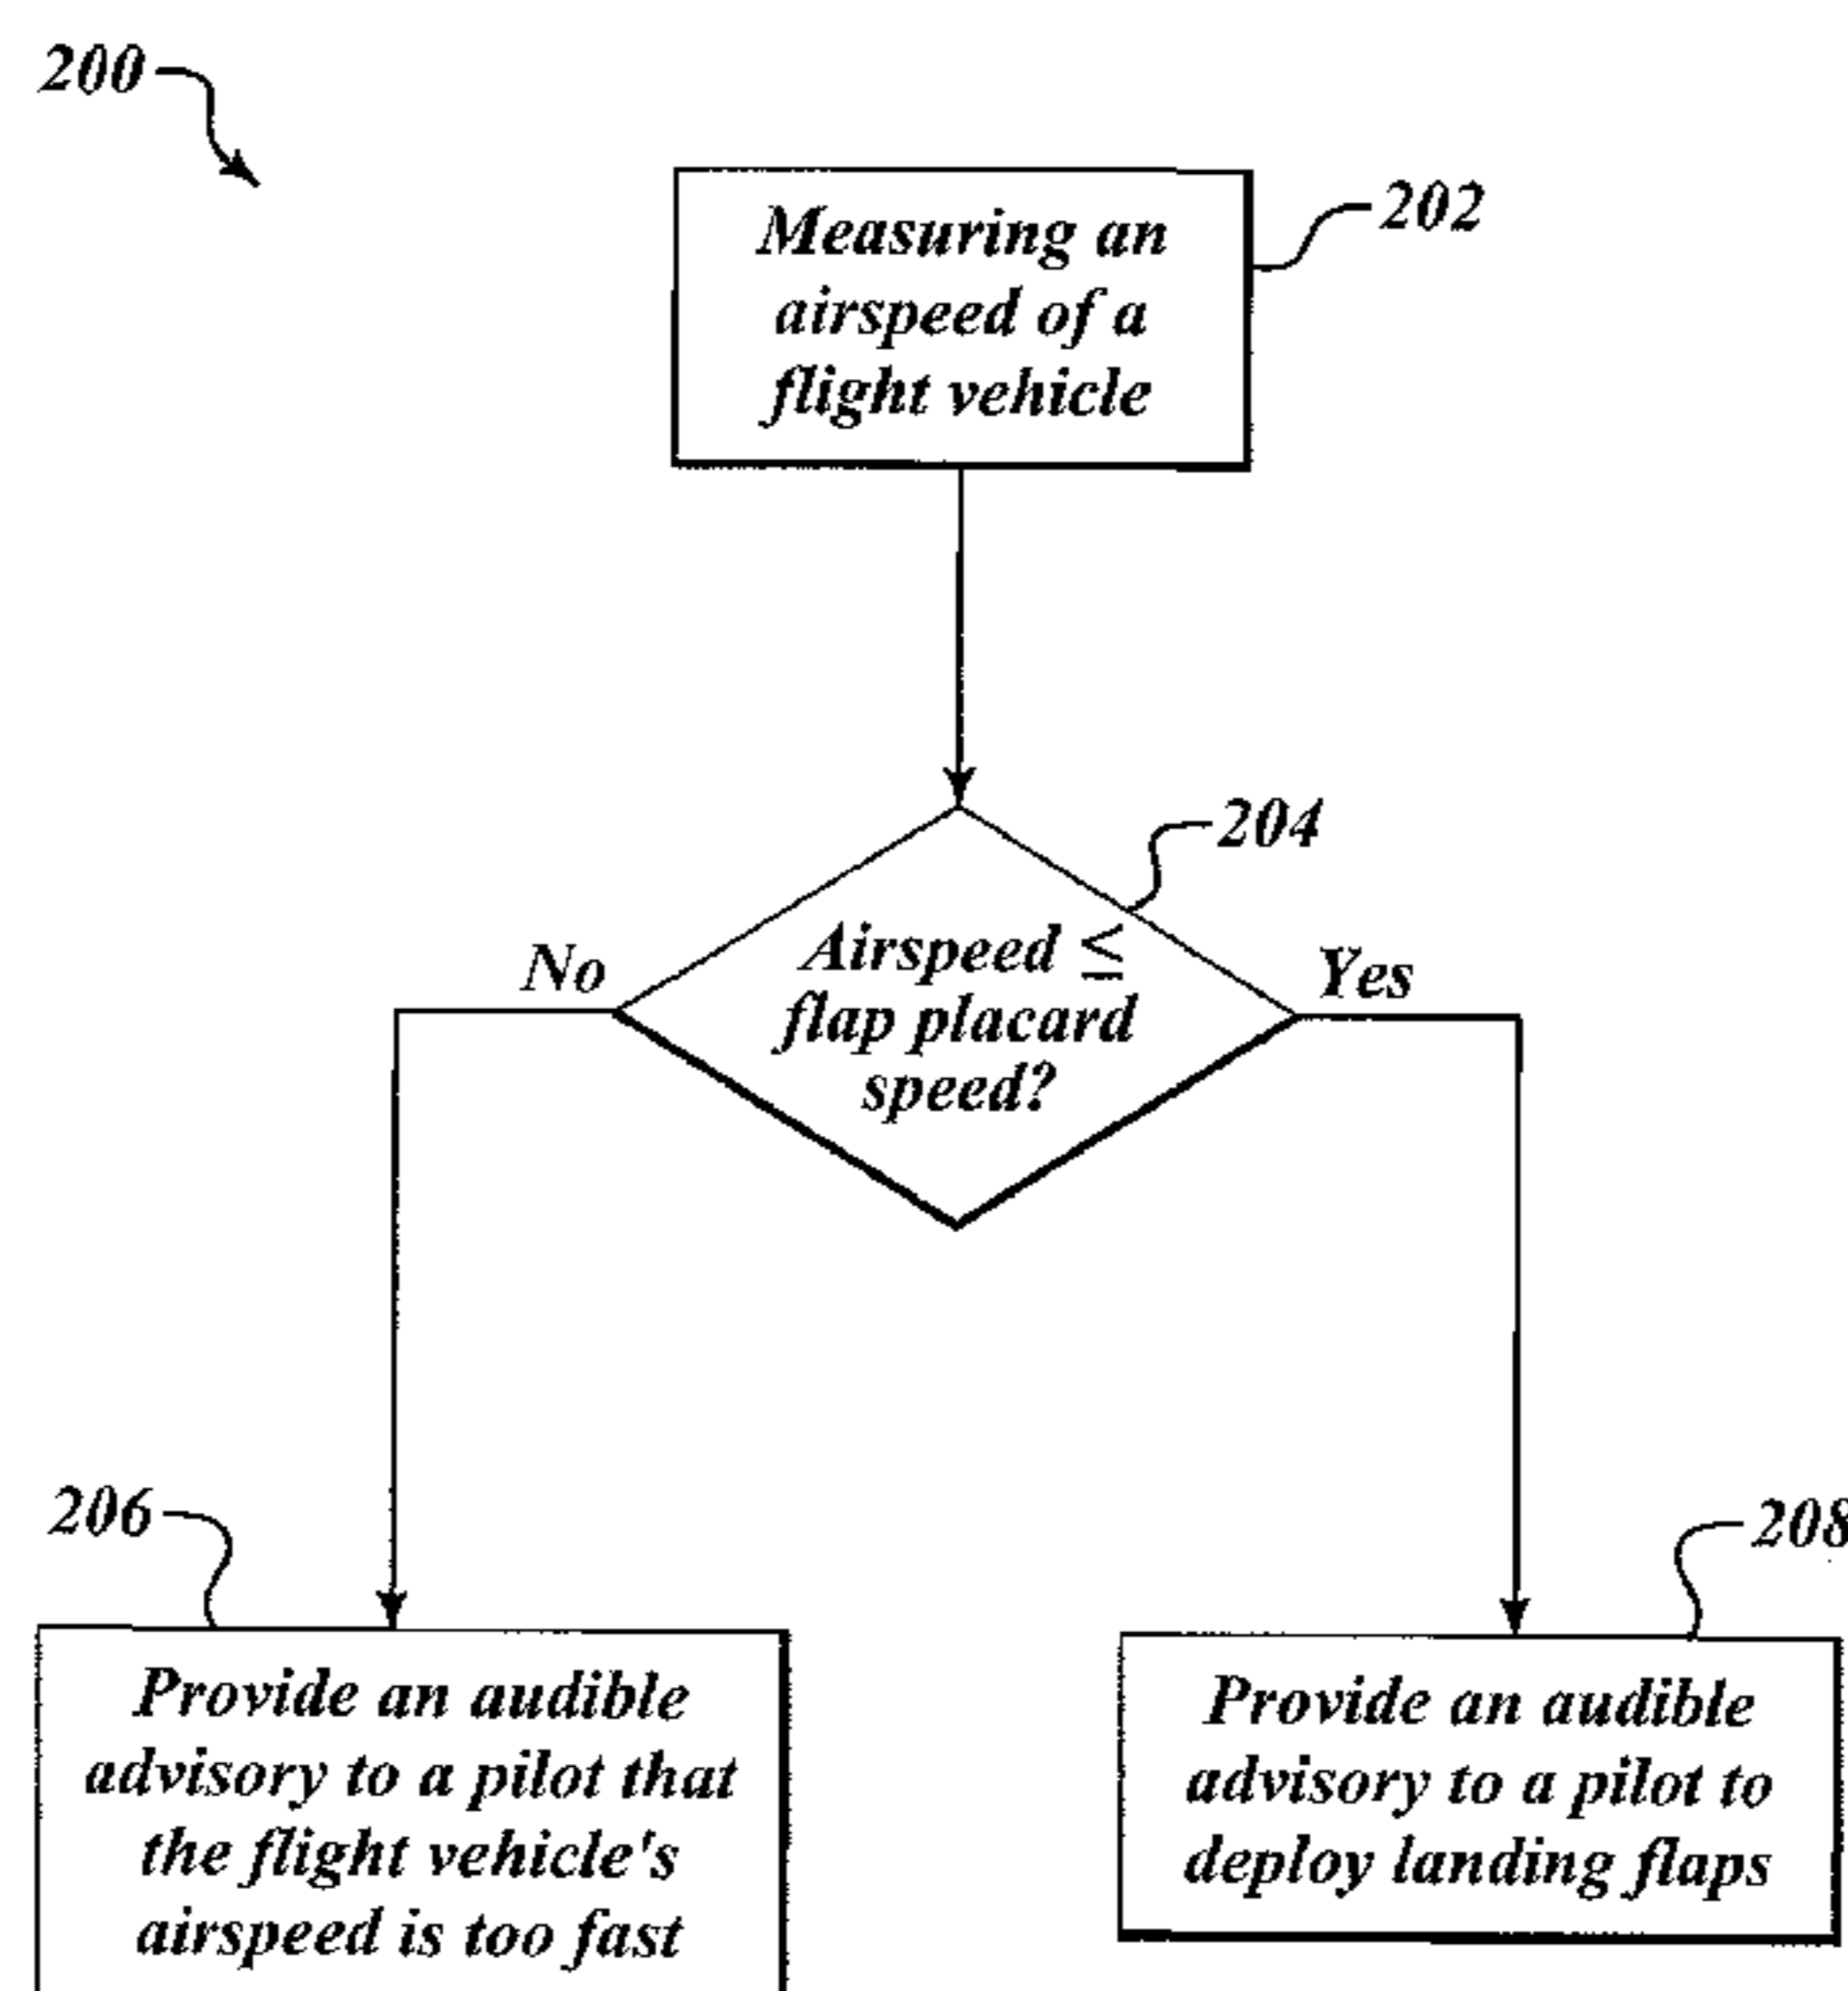 200
Measuring an
airspeed of a
flight vehicle
202
204
Airspeed ≤
flap placard
speed?
No
Yes
206
208
Provide an audible
advisory to a pilot that
the flight vehicle's
airspeed is too fast
Provide an audible
advisory to a pilot to
deploy landing flaps